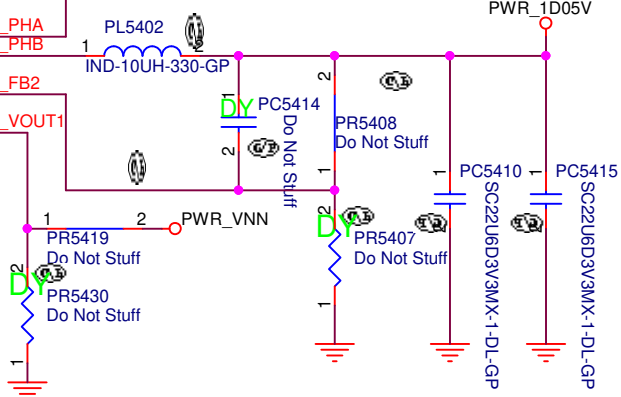 PWR_1D05V
_PHA
PL5402
_PHB
1
2
IND-10UH-330-GP
_FB2
_VOUT1
1
DY
PC5414
2
Do Not Stuff
2
PR5408
Do Not Stuff
1
1
PC5410
SC22U6D3V3MX-1-DL-GP
1
PC5415
SC22U6D3V3MX-1-DL-GP
1
2
PWR_VNN
PR5419
Do Not Stuff
2
DY
PR5407
Do Not Stuff
1
2
DY
PR5430
Do Not Stuff
1